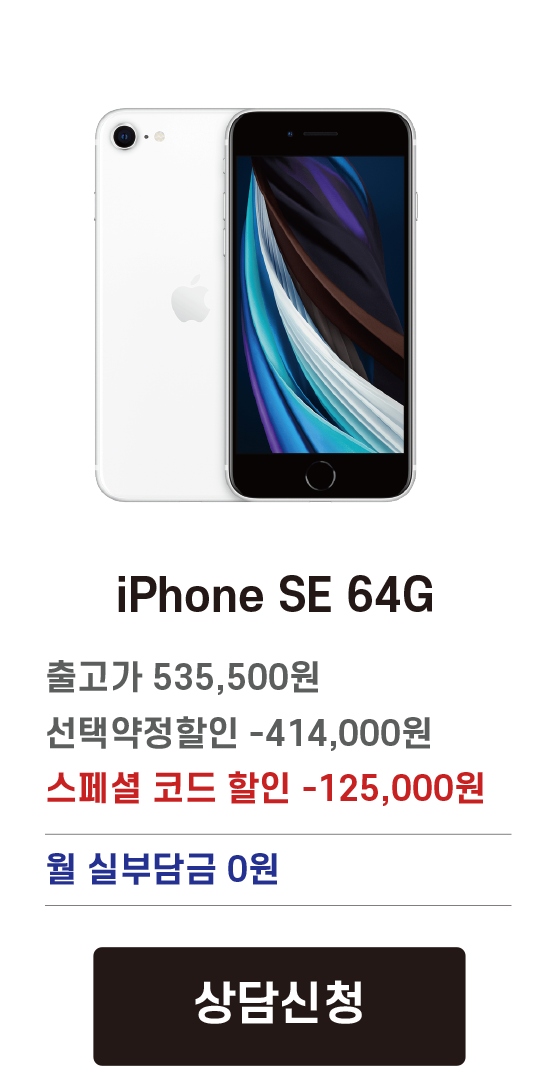 iPhone SE 64G
출고가 535,500원
선택약정할인 -414,000원
스페셜 코드 할인 -125,000원
월 실부담금 0원
상담신청